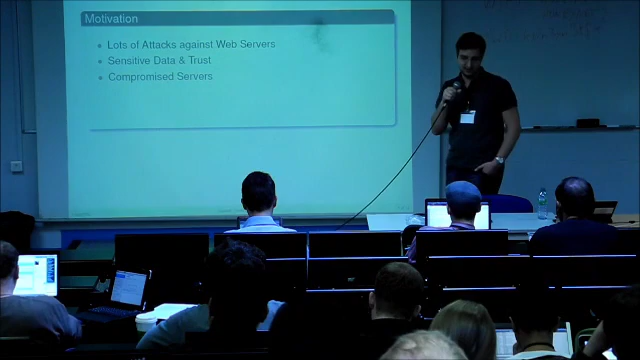 Motivation
Lots of Attacks against Web Servers
Sensitive Data & Trust
Compromised Servers